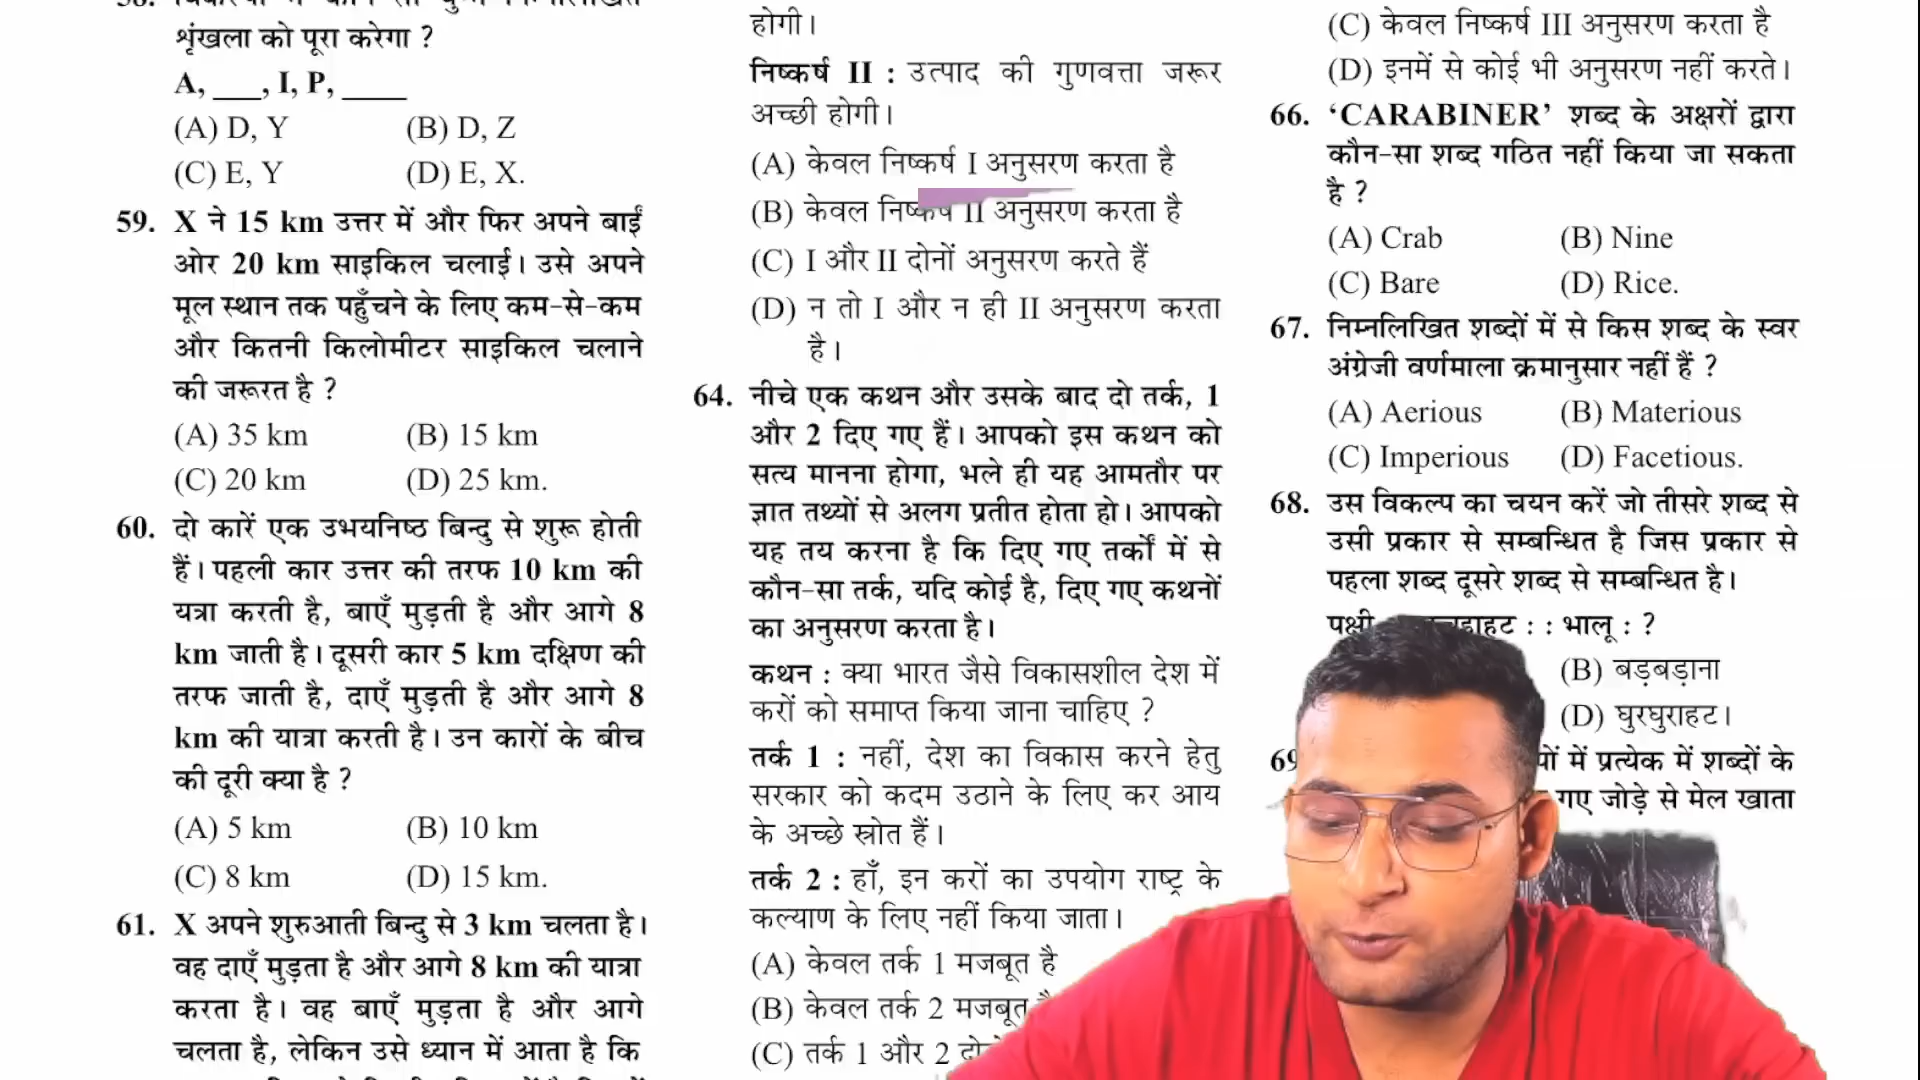 शृंखला को पूरा करेगा ?
A, ___, I, P, ____
(A) D, Y (B) D, Z
(C) E, Y (D) E, X.
59. X ने 15 km उत्तर में और फिर अपने बाईं
ओर 20 km साइकिल चलाई। उसे अपने
मूल स्थान तक पहुँचने के लिए कम-से-कम
और कितनी किलोमीटर साइकिल चलाने
की जरूरत है ?
(A) 35 km (B) 15 km
(C) 20 km (D) 25 km.
60. दो कारें एक उभयनिष्ठ बिन्दु से शुरू होती
हैं। पहली कार उत्तर की तरफ 10 km की
यत्रा करती है, बाएँ मुड़ती है और आगे 8
km जाती है। दूसरी कार 5 km दक्षिण की
तरफ जाती है, दाएँ मुड़ती है और आगे 8
km की यात्रा करती है। उन कारों के बीच
की दूरी क्या है ?
(A) 5 km (B) 10 km
(C) 8 km (D) 15 km.
61. X अपने शुरुआती बिन्दु से 3 km चलता है।
वह दाएँ मुड़ता है और आगे 8 km की यात्रा
करता है। वह बाएँ मुड़ता है और आगे
चलता है, लेकिन उसे ध्यान में आता है कि
होगी।
निष्कर्ष II : उत्पाद की गुणवत्ता जरूर
अच्छी होगी।
(A) केवल निष्कर्ष I अनुसरण करता है
(B) केवल निष्कर्ष II अनुसरण करता है
(C) I और II दोनों अनुसरण करते हैं
(D) न तो I और न ही II अनुसरण करता
है।
64. नीचे एक कथन और उसके बाद दो तर्क, 1
और 2 दिए गए हैं। आपको इस कथन को
सत्य मानना होगा, भले ही यह आमतौर पर
ज्ञात तथ्यों से अलग प्रतीत होता हो। आपको
यह तय करना है कि दिए गए तर्कों में से
कौन-सा तर्क, यदि कोई है, दिए गए कथनों
का अनुसरण करता है।
कथन : क्या भारत जैसे विकासशील देश में
करों को समाप्त किया जाना चाहिए ?
तर्क 1 : नहीं, देश का विकास करने हेतु
सरकार को कदम उठाने के लिए कर आय
के अच्छे स्रोत हैं।
तर्क 2 : हाँ, इन करों का उपयोग राष्ट्र के
कल्याण के लिए नहीं किया जाता।
(A) केवल तर्क 1 मजबूत है
(B) केवल तर्क 2 मजबूत
(C) तर्क 1 और 2
(C) केवल निष्कर्ष III अनुसरण करता है
(D) इनमें से कोई भी अनुसरण नहीं करते।
66. ‘CARABINER’ शब्द के अक्षरों द्वारा
कौन-सा शब्द गठित नहीं किया जा सकता
है ?
(A) Crab (B) Nine
(C) Bare (D) Rice.
67. निम्नलिखित शब्दों में से किस शब्द के स्वर
अंग्रेजी वर्णमाला क्रमानुसार नहीं हैं ?
(A) Aerious (B) Materious
(C) Imperious (D) Facetious.
68. उस विकल्प का चयन करें जो तीसरे शब्द से
उसी प्रकार से सम्बन्धित है जिस प्रकार से
पहला शब्द दूसरे शब्द से सम्बन्धित है।
पक्षी : : भालू : ?
(B) बड़बड़ाना
(D) घुरघुराहट।
में प्रत्येक में शब्दों के
गए जोड़े से मेल खाता